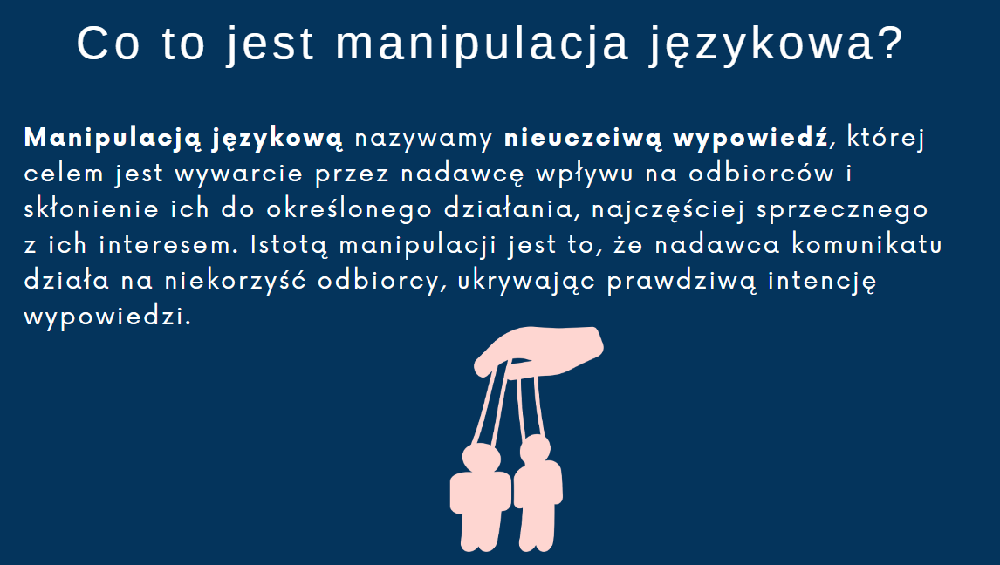 Co to jest manipulacja językowa?
Manipulacją językową nazywamy nieuczciwą wypowiedź, której
celem jest wywarcie przez nadawcę wpływu na odbiorców i
skłonienie ich do określonego działania, najczęściej sprzecznego
z ich interesem. Istotą manipulacji jest to, że nadawca komunikatu
działa na niekorzyść odbiorcy, ukrywając prawdziwą intencję
wypowiedzi.